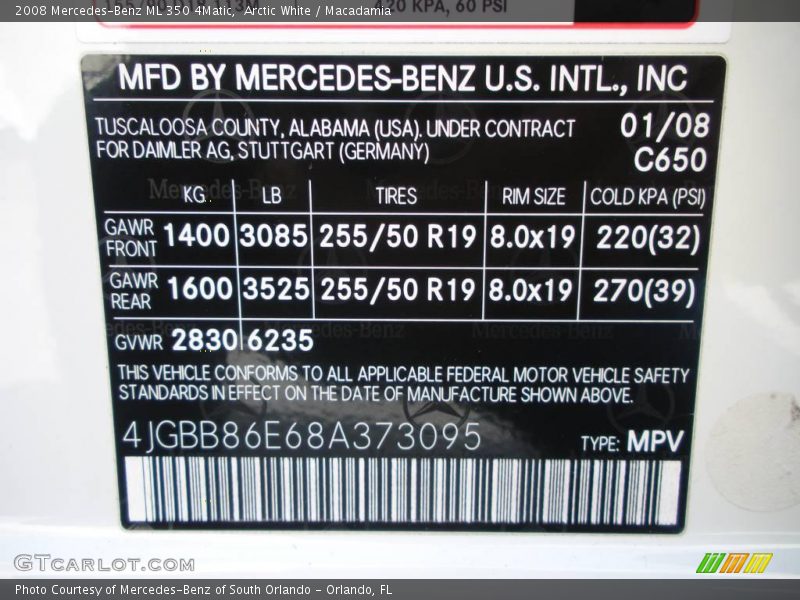 2008 Mercedes-Benz ML 350 4Matic, Arctic White / Macadamia
420 KPA, 60 PSI
MFD BY MERCEDES-BENZ U.S. INTL., INC
TUSCALOOSA COUNTY, ALABAMA (USA). UNDER CONTRACT 01/08
FOR DAIMLER AG, STUTTGART (GERMANY) C650
KG LB TIRES RIM SIZE COLD KPA (PSI)
GAWR FRONT 1400 3085 255/50 R19 8.0x19 220(32)
GAWR REAR 1600 3525 255/50 R19 8.0x19 270(39)
GVWR 2830 6235
THIS VEHICLE CONFORMS TO ALL APPLICABLE FEDERAL MOTOR VEHICLE SAFETY
STANDARDS IN EFFECT ON THE DATE OF MANUFACTURE SHOWN ABOVE.
4JGBB86E68A373095 TYPE: MPV
GTCARLOT.COM
Photo Courtesy of Mercedes-Benz of South Orlando - Orlando, FL